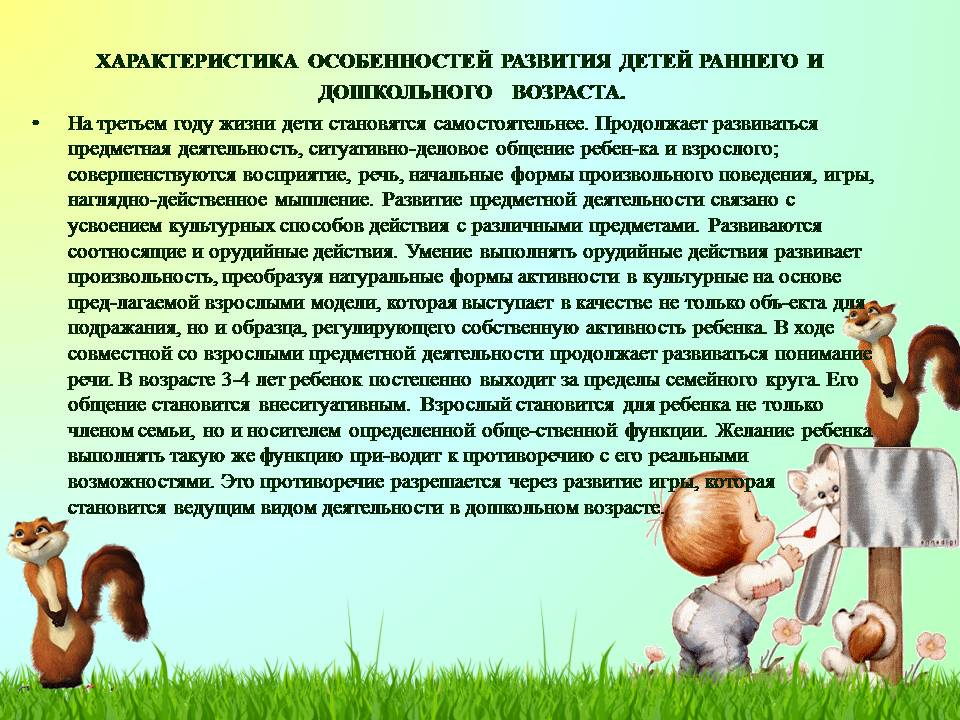 ХАРАКТЕРИСТИКА ОСОБЕННОСТЕЙ РАЗВИТИЯ ДЕТЕЙ РАННЕГО И
ДОШКОЛЬНОГО ВОЗРАСТА.
• На третьем году жизни дети становятся самостоятельнее. Продолжает развиваться
предметная деятельность, ситуативно-деловое общение ребен-ка и взрослого;
совершенствуются восприятие, речь, начальные формы произвольного поведения, игры,
наглядно-действенное мышление. Развитие предметной деятельности связано с
усвоением культурных способов действия с различными предметами. Развиваются
соотносящие и орудийные действия. Умение выполнять орудийные действия развивает
произвольность, преобразуя натуральные формы активности в культурные на основе
пред-лагаемой взрослыми модели, которая выступает в качестве не только объ-екта для
подражания, но и образца, регулирующего собственную активность ребенка. В ходе
совместной со взрослыми предметной деятельности продолжает развиваться понимание
речи. В возрасте 3-4 лет ребенок постепенно выходит за пределы семейного круга. Его
общение становится внеситуативным. Взрослый становится для ребенка не только
членом семьи, но и носителем определенной обще-ственной функции. Желание ребенка
выполнять такую же функцию при-водит к противоречию с его реальными
возможностями. Это противоречие разрешается через развитие игры, которая
становится ведущим видом деятельности в дошкольном возрасте.